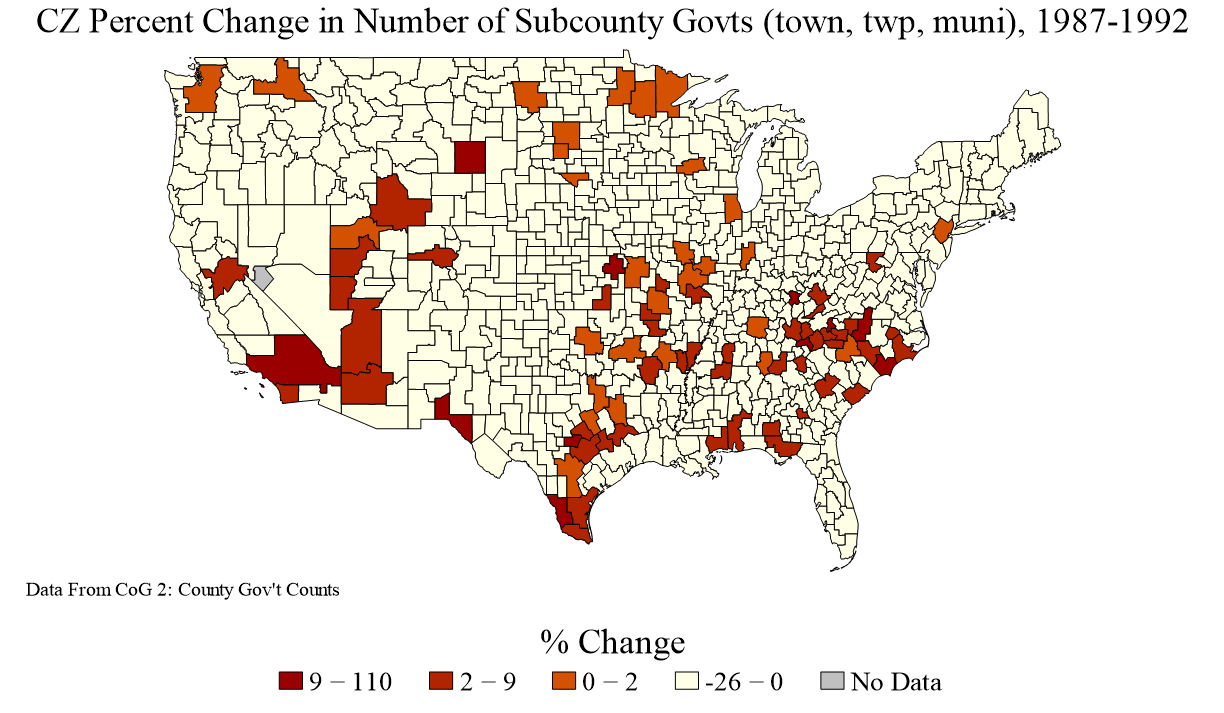 CZ Percent Change in Number of Subcounty Govts (town, twp, muni), 1987-1992
Data From CoG 2: County Gov't Counts
% Change
9 – 110 2 – 9 0 – 2 -26 – 0 No Data